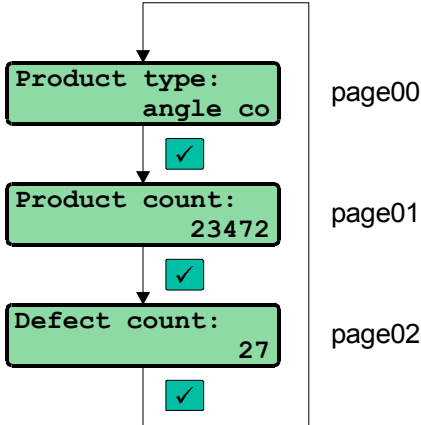 Product type:
angle co
page00
Product count:
23472
page01
Defect count:
27
page02